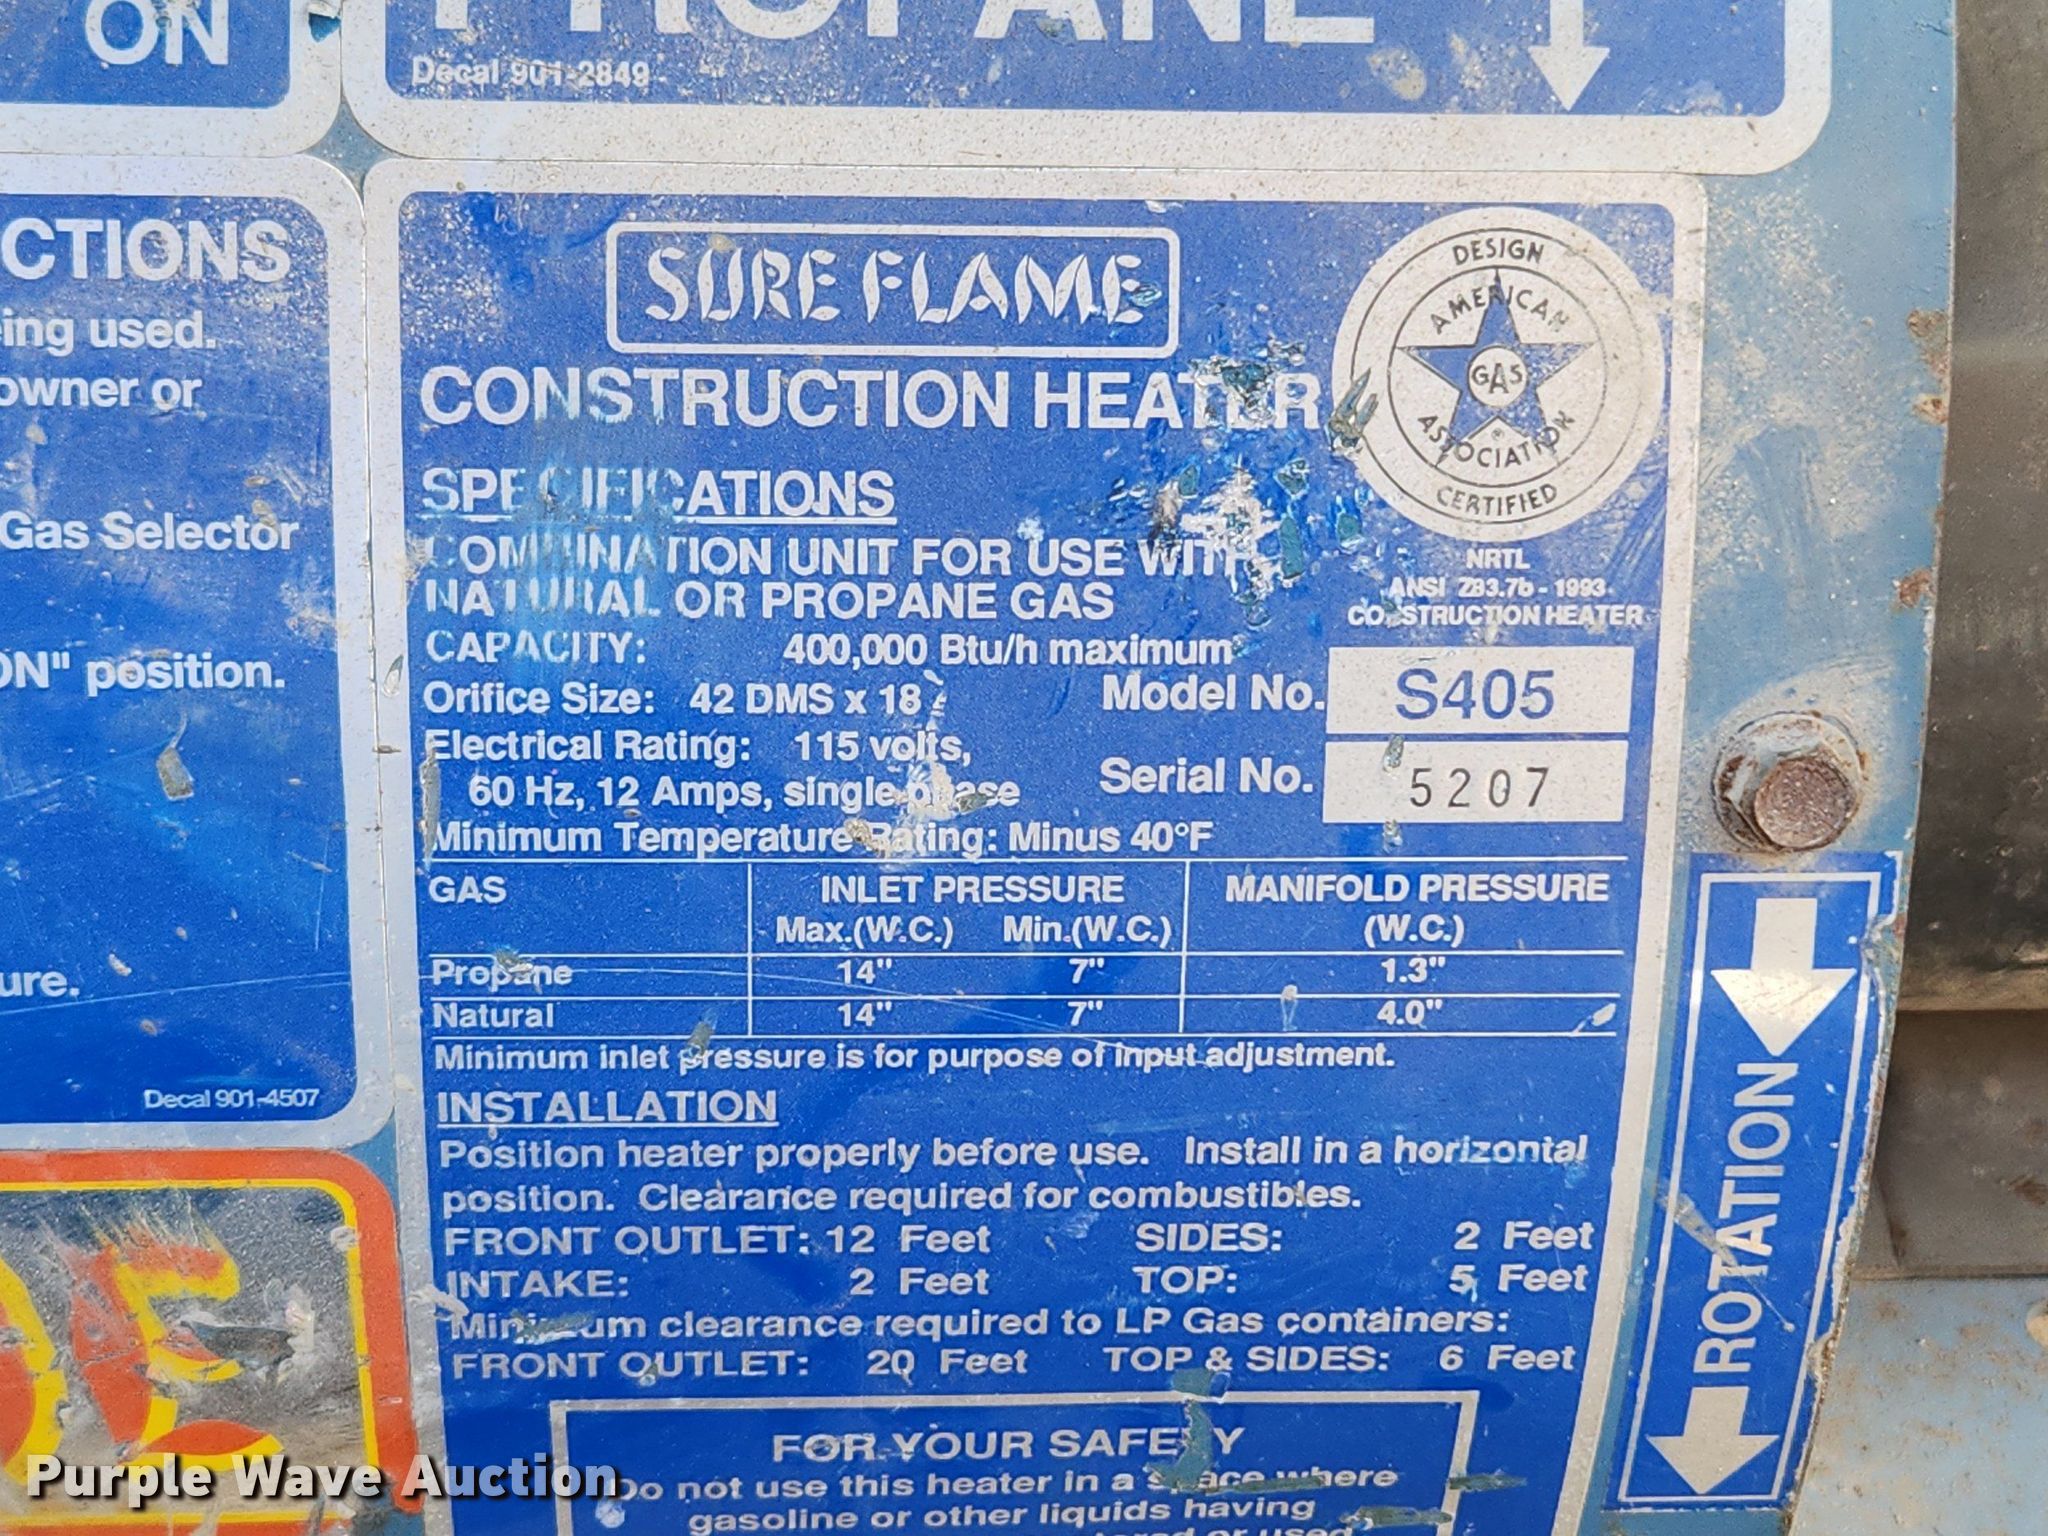 ON
PROPANE
Decal 901-2849
CTIONS
ing used.
owner or
Gas Selector
ON" position.
ure.
Decal 901-4507
SURE FLAME
CONSTRUCTION HEATER
DESIGN
AMERICAN
GAS
ASSOCIATION
®
CERTIFIED
NRTL
ANSI Z83.7b - 1993
CONSTRUCTION HEATER
SPECIFICATIONS
COMBINATION UNIT FOR USE WITH
NATURAL OR PROPANE GAS
CAPACITY: 400,000 Btu/h maximum
Orifice Size: 42 DMS x 18
Model No. S405
Electrical Rating: 115 volts,
60 Hz, 12 Amps, single phase
Serial No. 5207
Minimum Temperature Rating: Minus 40°F
GAS INLET PRESSURE MANIFOLD PRESSURE
Max.(W.C.) Min.(W.C.) (W.C.)
Propane 14" 7" 1.3"
Natural 14" 7" 4.0"
Minimum inlet pressure is for purpose of input adjustment.
INSTALLATION
Position heater properly before use. Install in a horizontal
position. Clearance required for combustibles.
FRONT OUTLET: 12 Feet SIDES: 2 Feet
INTAKE: 2 Feet TOP: 5 Feet
Minimum clearance required to LP Gas containers:
FRONT OUTLET: 20 Feet TOP & SIDES: 6 Feet
FOR YOUR SAFETY
Do not use this heater in a space where
gasoline or other liquids having
or used
ROTATION
Purple Wave Auction